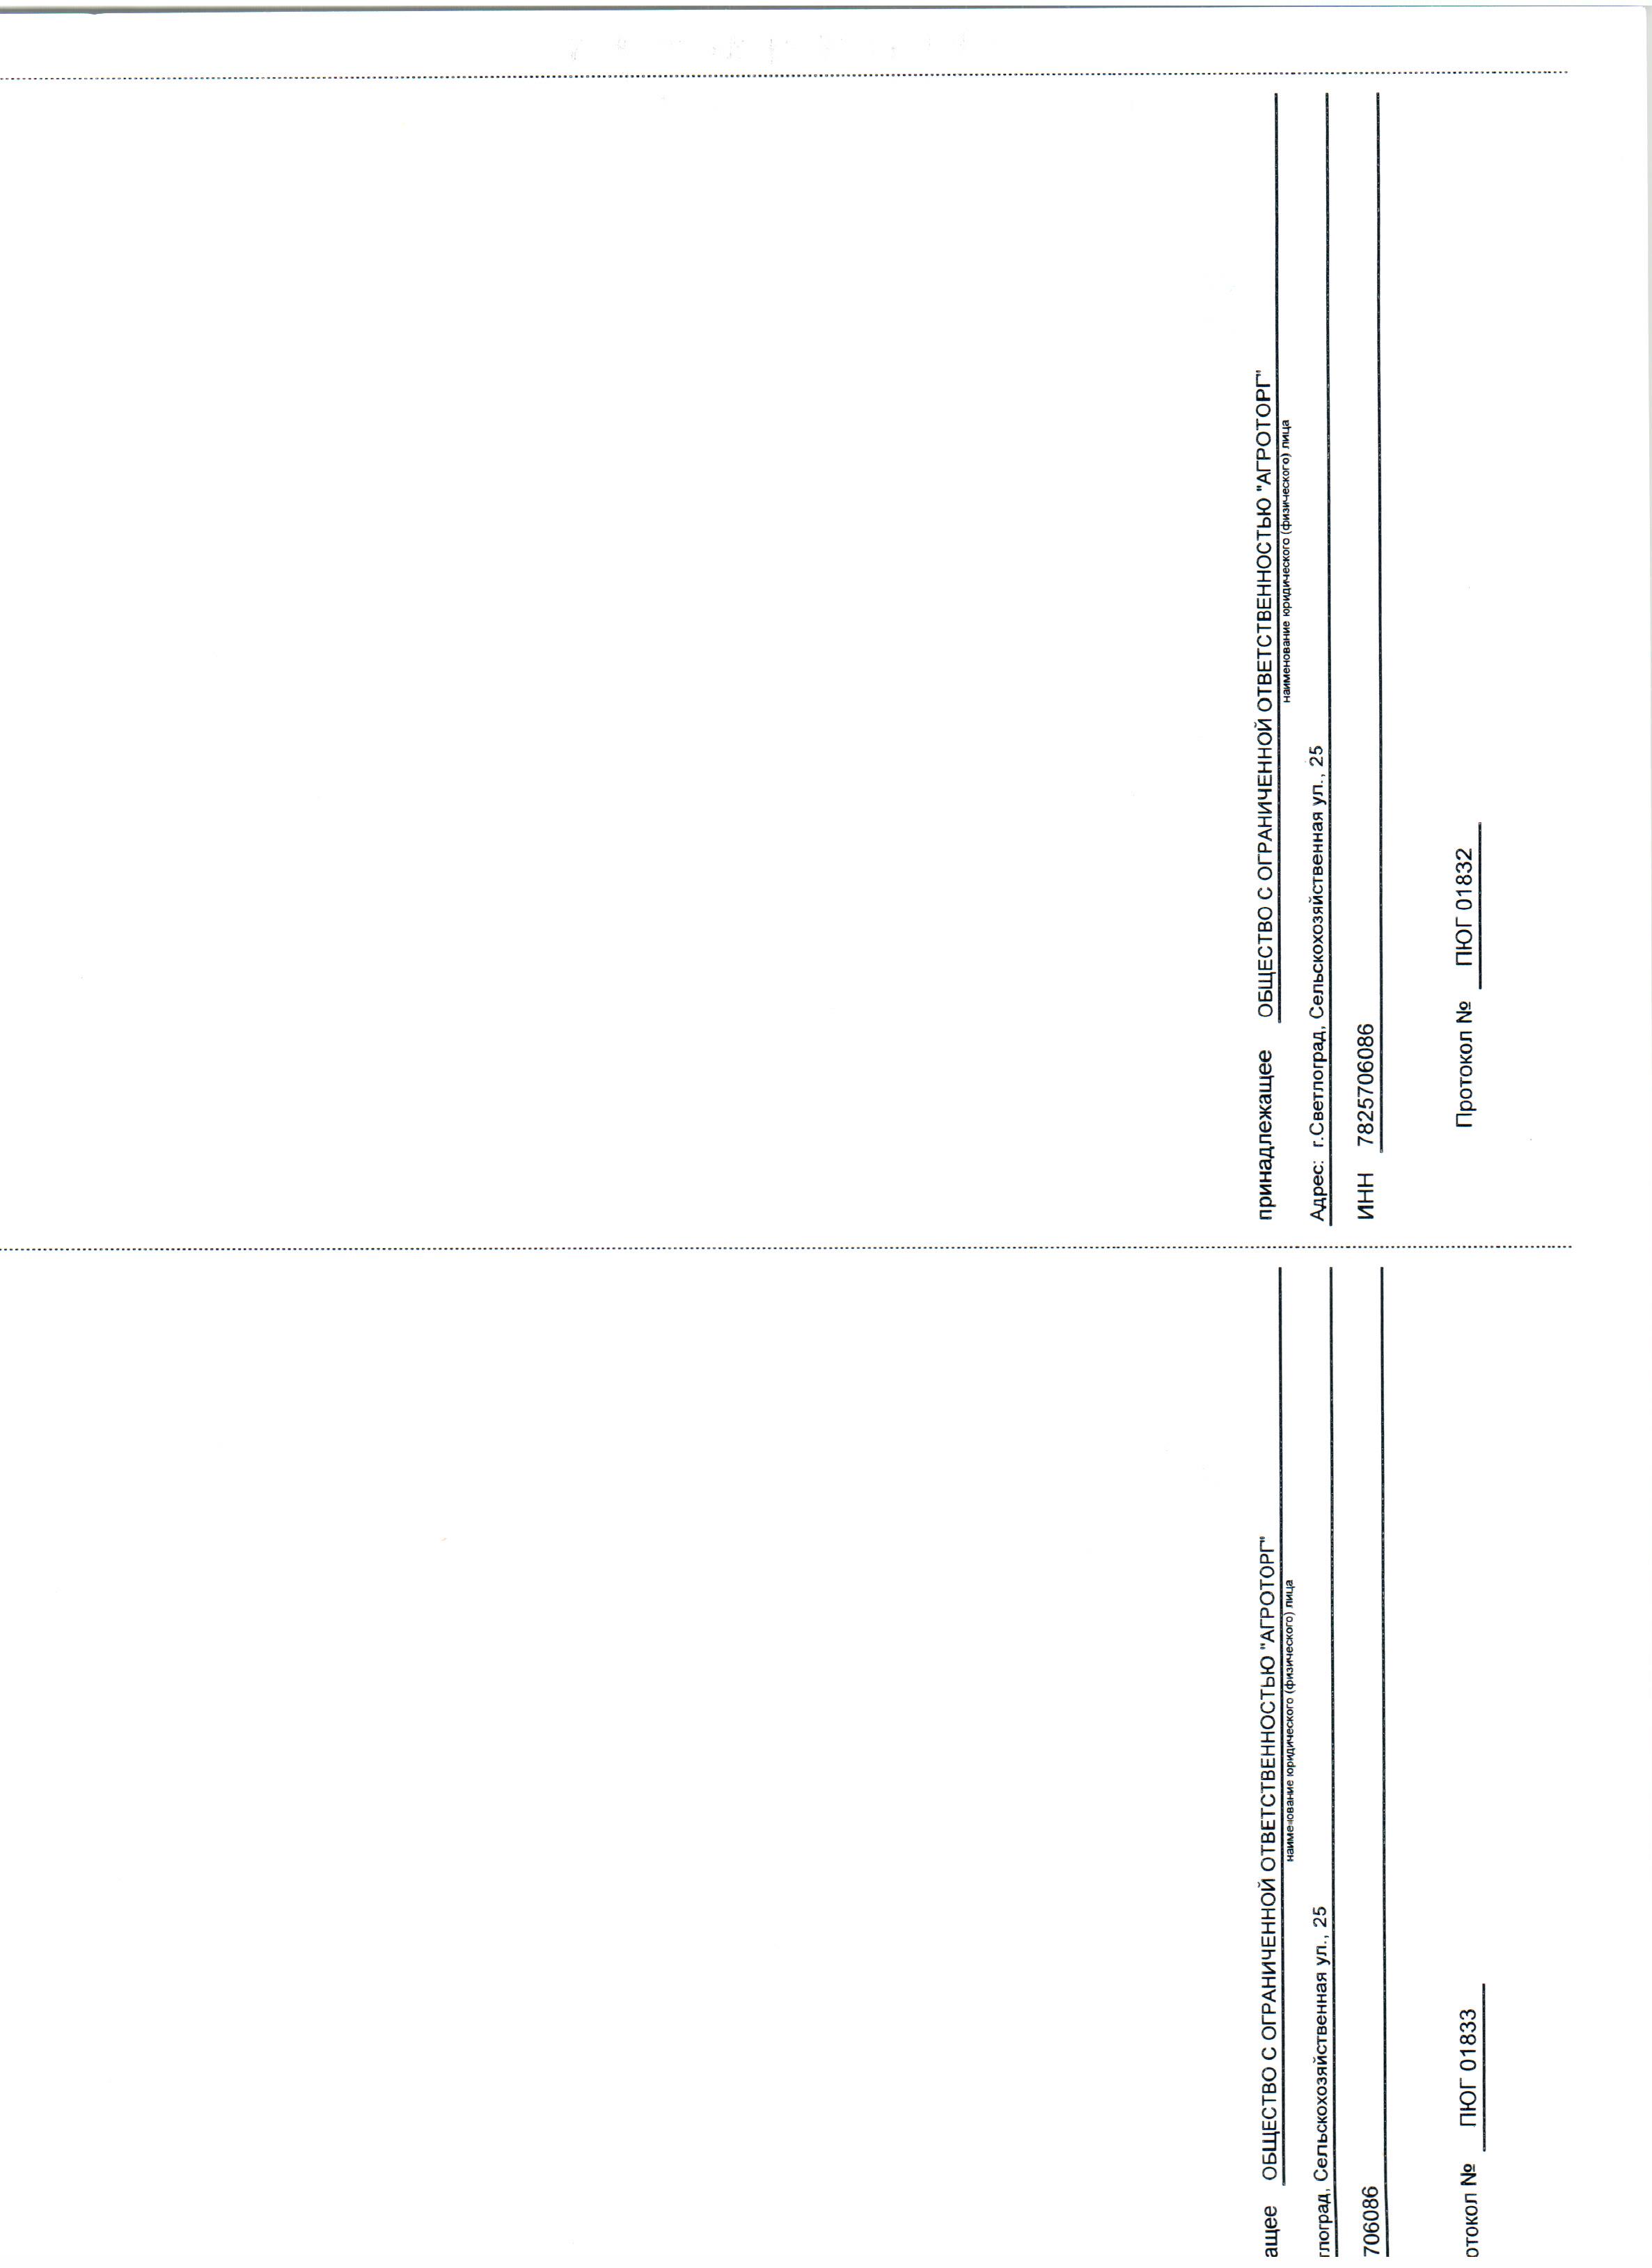 принадлежащее ОБЩЕСТВО С ОГРАНИЧЕННОЙ ОТВЕТСТВЕННОСТЬЮ "АГРОТОРГ"
наименование юридического (физического) лица
Адрес: г.Светлоград, Сельскохозяйственная ул., 25
ИНН 7825706086
Протокол № ПЮГ 01832
ащее ОБЩЕСТВО С ОГРАНИЧЕННОЙ ОТВЕТСТВЕННОСТЬЮ "АГРОТОРГ"
наименование юридического (физического) лица
тлоград, Сельскохозяйственная ул., 25
706086
отокол № ПЮГ 01833